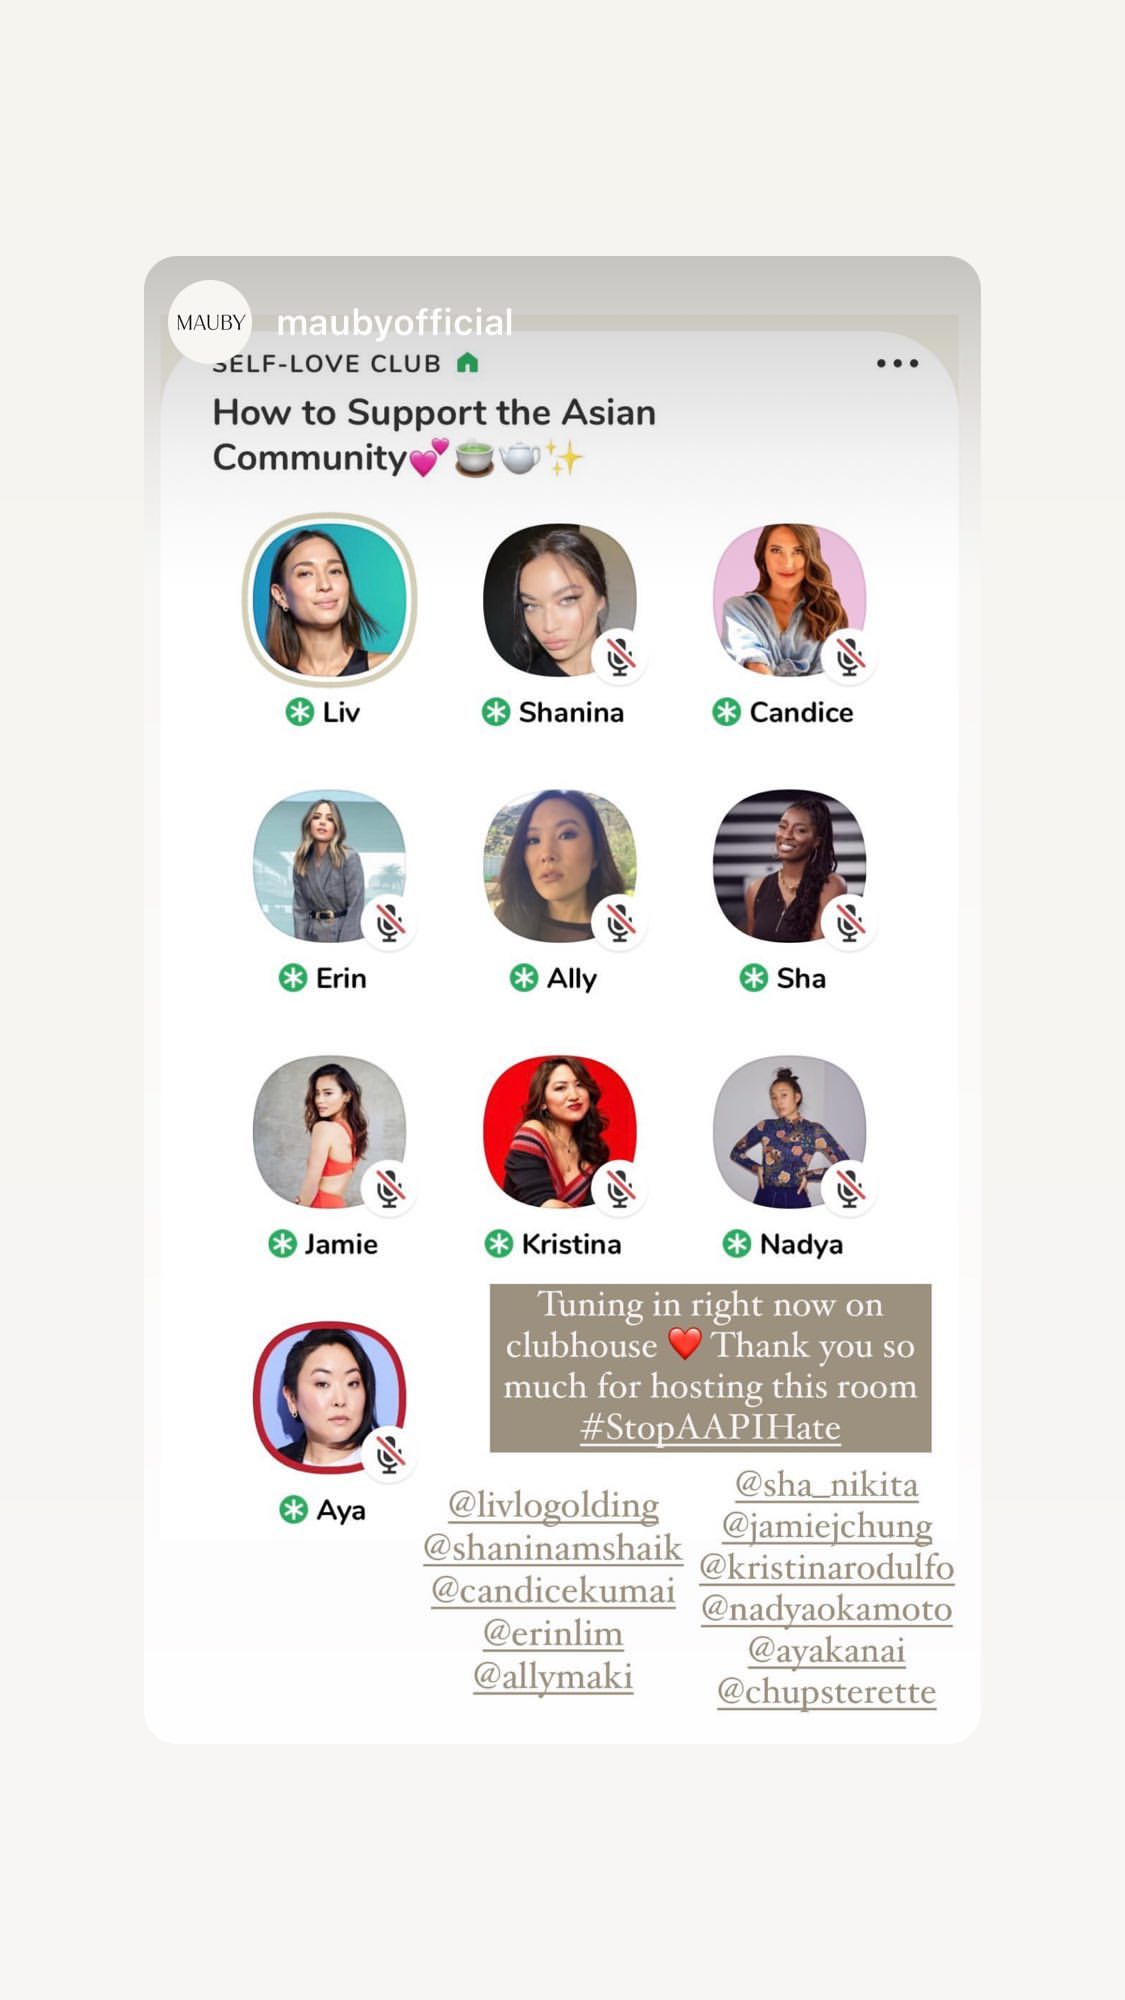 MAUBY
maubyofficial
SELF-LOVE CLUB
How to Support the Asian
Community💕🍵🫖✨
Liv
Shanina
Candice
Erin
Ally
Sha
Jamie
Kristina
Nadya
Aya
Tuning in right now on
clubhouse ❤️ Thank you so
much for hosting this room
#StopAAPIHate
@livlogolding
@shaninamshaik
@candicekumai
@erinlim
@allymaki
@sha_nikita
@jamiejchung
@kristinarodulfo
@nadyaokamoto
@ayakanai
@chupsterette